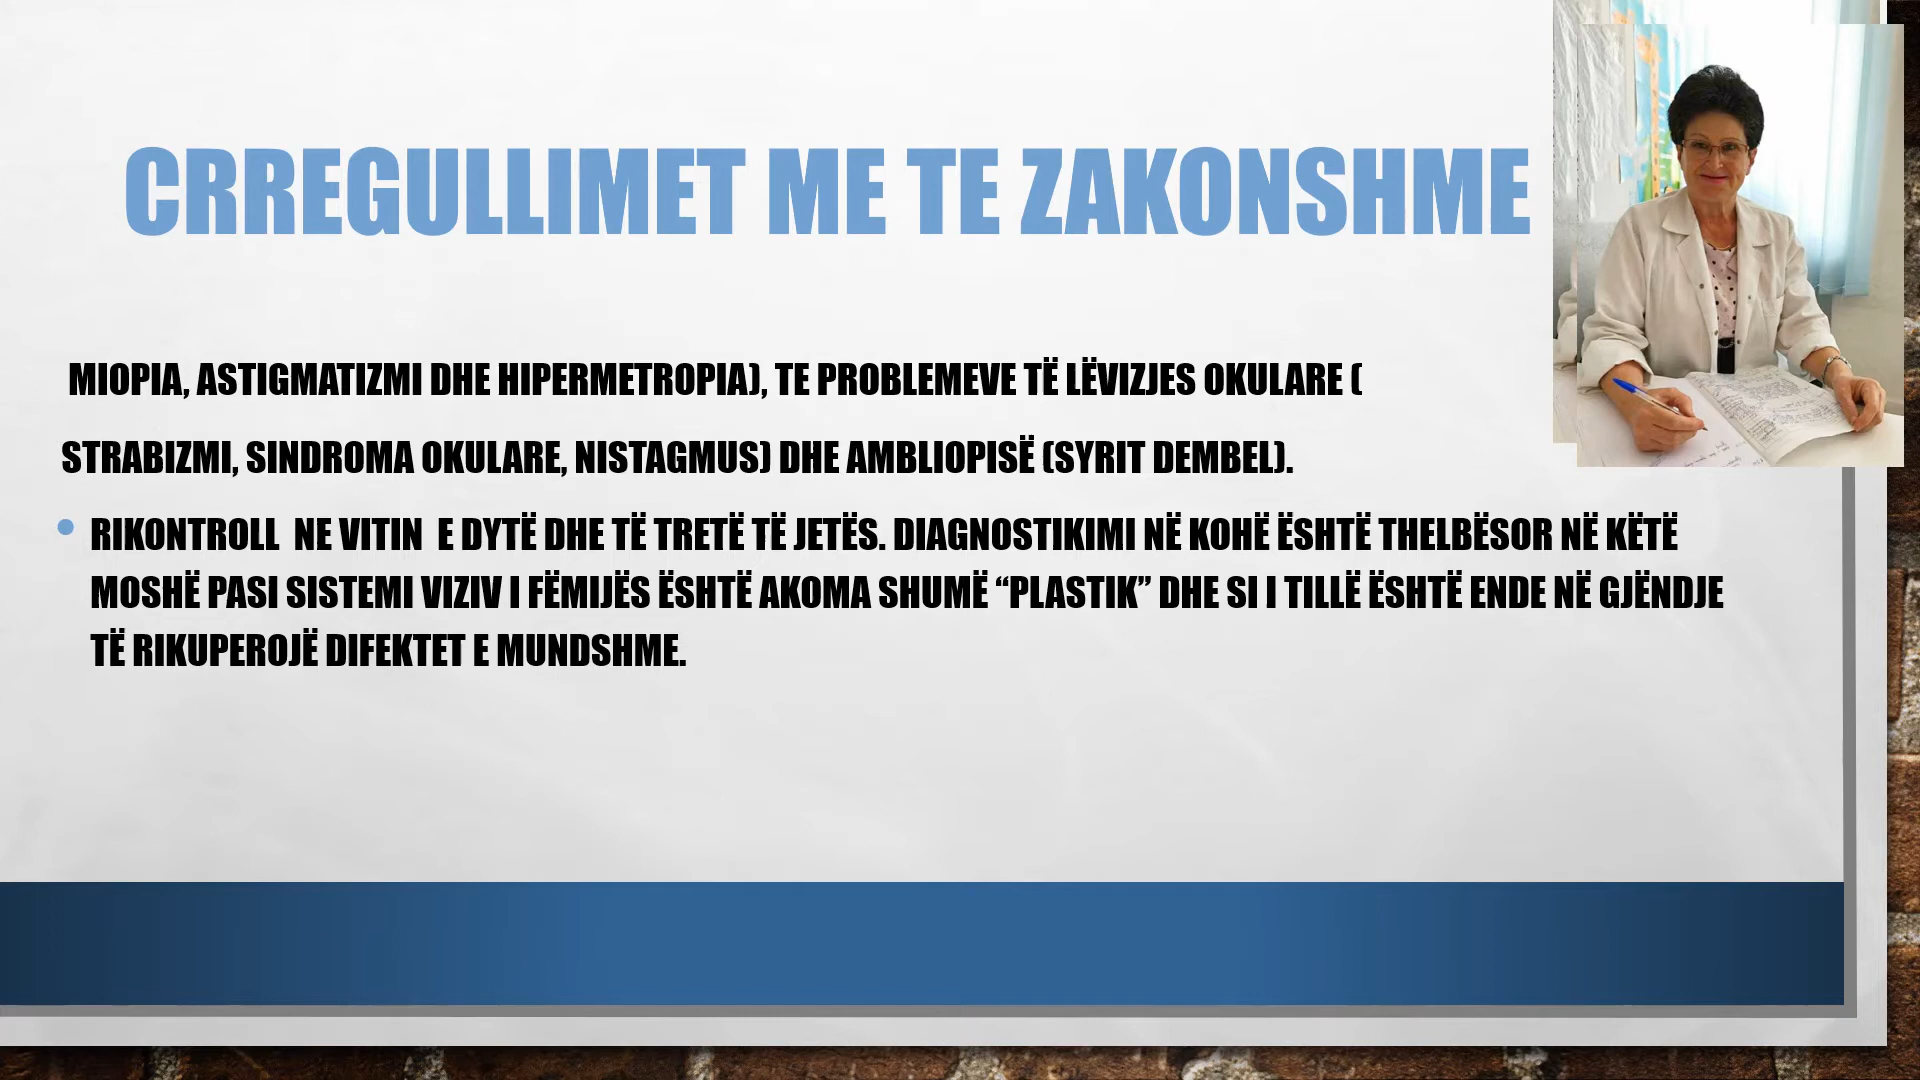 CRREGULLIMET ME TE ZAKONSHME
MIOPIA, ASTIGMATIZMI DHE HIPERMETROPIA), TE PROBLEMEVE TË LËVIZJES OKULARE (
STRABIZMI, SINDROMA OKULARE, NISTAGMUS) DHE AMBLIOPISË (SYRIT DEMBEL).
• RIKONTROLL NE VITIN E DYTË DHE TË TRETË TË JETËS. DIAGNOSTIKIMI NË KOHË ËSHTË THELBËSOR NË KËTË
MOSHË PASI SISTEMI VIZIV I FËMIJËS ËSHTË AKOMA SHUMË “PLASTIK” DHE SI I TILLË ËSHTË ENDE NË GJËNDJE
TË RIKUPEROJË DIFEKTET E MUNDSHME.